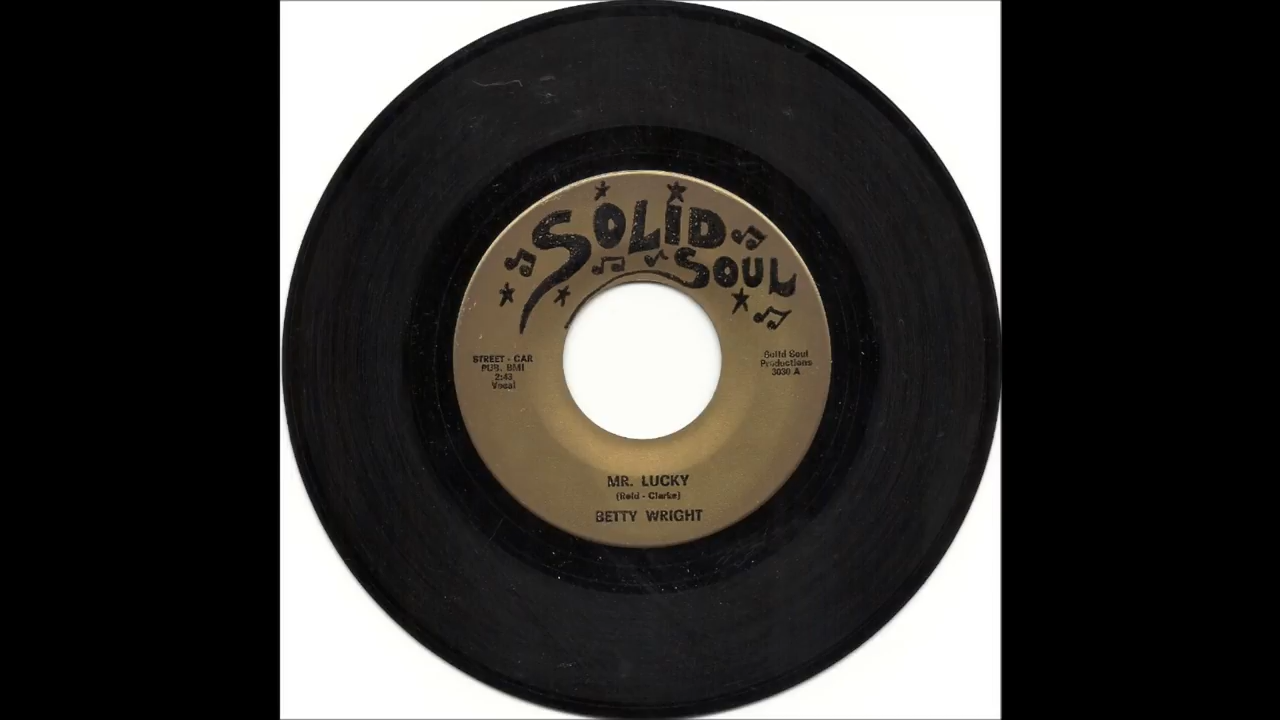 SOLID
SOUL
STREET - CAR
PUB. BMI
2:43
Vocal
Solid Soul
Productions
3030 A
MR. LUCKY
(Reid - Clarke)
BETTY WRIGHT